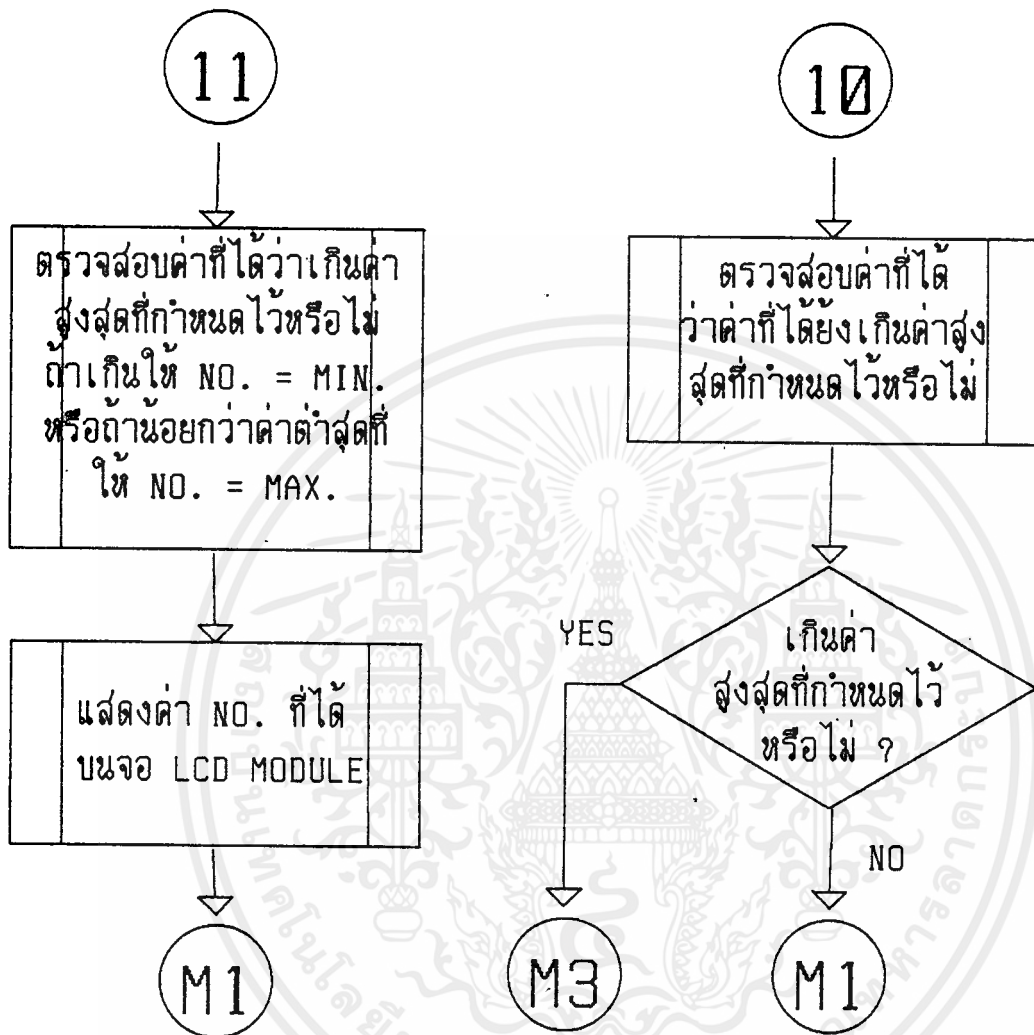 11
ตรวจสอบค่าที่ได้ว่าเกินค่า
สูงสุดที่กำหนดไว้หรือไม่
ถ้าเกินให้ NO. = MIN.
หรือถ้าน้อยกว่าค่าต่ำสุดที่
ให้ NO. = MAX.
แสดงค่า NO. ที่ได้
บนจอ LCD MODULE
M1
10
ตรวจสอบค่าที่ได้
ว่าค่าที่ได้ยังเกินค่าสูง
สุดที่กำหนดไว้หรือไม่
เกินค่า
สูงสุดที่กำหนดไว้
หรือไม่ ?
YES
NO
M3
M1